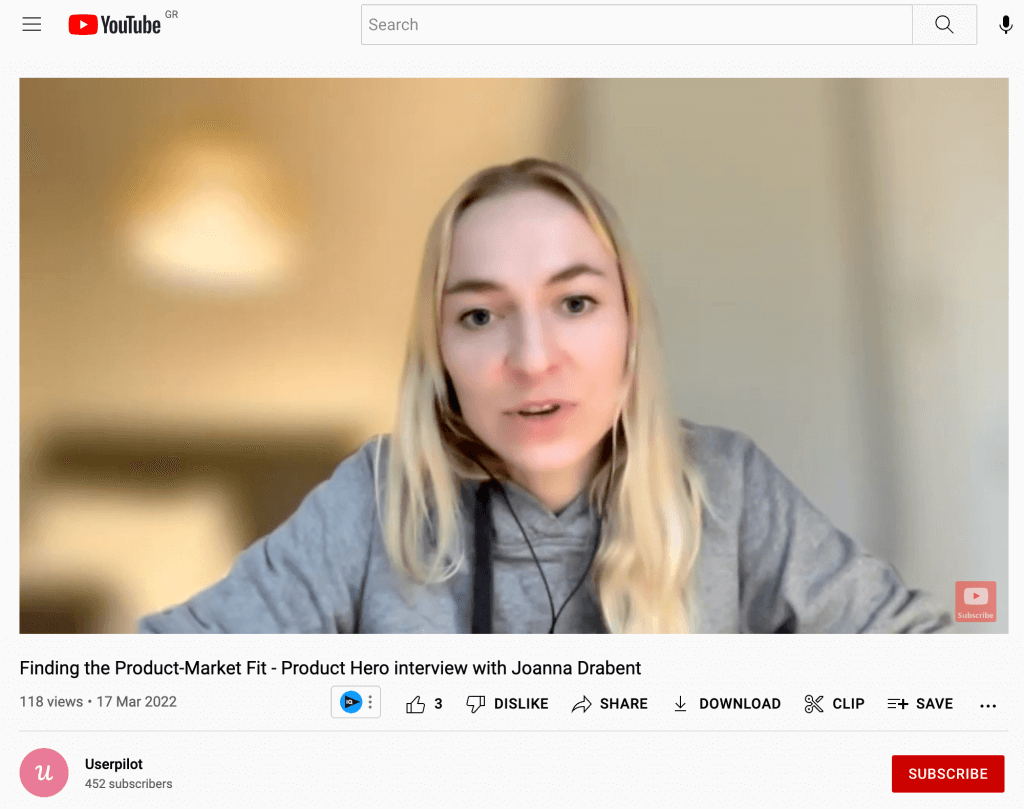 YouTube GR
Search
Subscribe
Finding the Product-Market Fit - Product Hero interview with Joanna Drabent
118 views • 17 Mar 2022
3 DISLIKE SHARE DOWNLOAD CLIP SAVE ...
u
Userpilot
452 subscribers
SUBSCRIBE